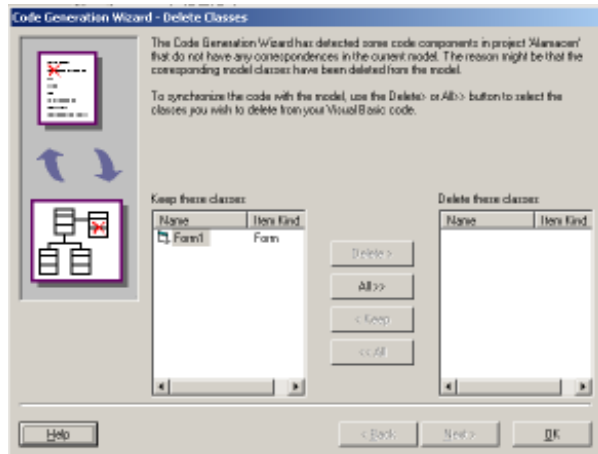 Code Generation Wizard - Delete Classes
The Code Generation Wizard has detected some code components in project 'Alamacen'
that do not have any correspondences in the current model. The reason might be that the
corresponding model classes have been deleted from the model.
To synchronize the code with the model, use the Delete> or All>> button to select the
classes you wish to delete from your Visual Basic code.
Keep these classes:
Delete these classes:
Name Item Kind
Name Item Kind
Form1 Form
Delete >
All >>
< Keep
<< All
Help
< Back
Next >
OK